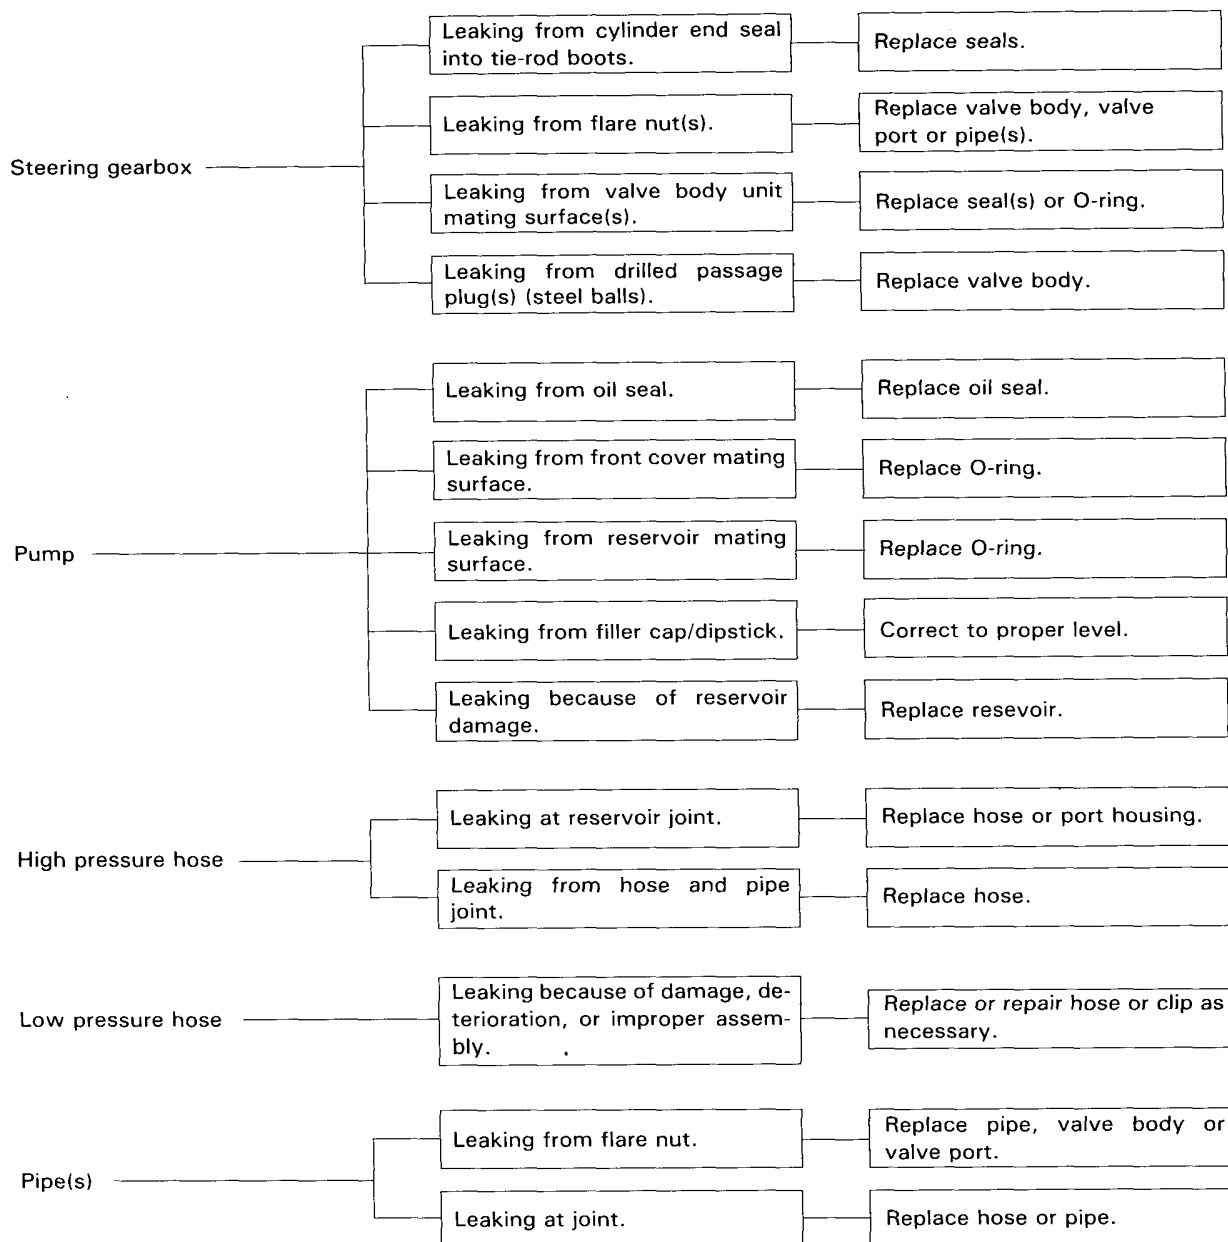 Leaking from cylinder end seal
into tie-rod boots.
Replace seals.
Leaking from flare nut(s).
Replace valve body, valve
port or pipe(s).
Steering gearbox
Leaking from valve body unit
mating surface(s).
Replace seal(s) or O-ring.
Leaking from drilled passage
plug(s) (steel balls).
Replace valve body.
Leaking from oil seal.
Replace oil seal.
Leaking from front cover mating
surface.
Replace O-ring.
Pump
Leaking from reservoir mating
surface.
Replace O-ring.
Leaking from filler cap/dipstick.
Correct to proper level.
Leaking because of reservoir
damage.
Replace resevoir.
High pressure hose
Leaking at reservoir joint.
Replace hose or port housing.
Leaking from hose and pipe
joint.
Replace hose.
Low pressure hose
Leaking because of damage, de-
terioration, or improper assem-
bly.
Replace or repair hose or clip as
necessary.
Pipe(s)
Leaking from flare nut.
Replace pipe, valve body or
valve port.
Leaking at joint.
Replace hose or pipe.